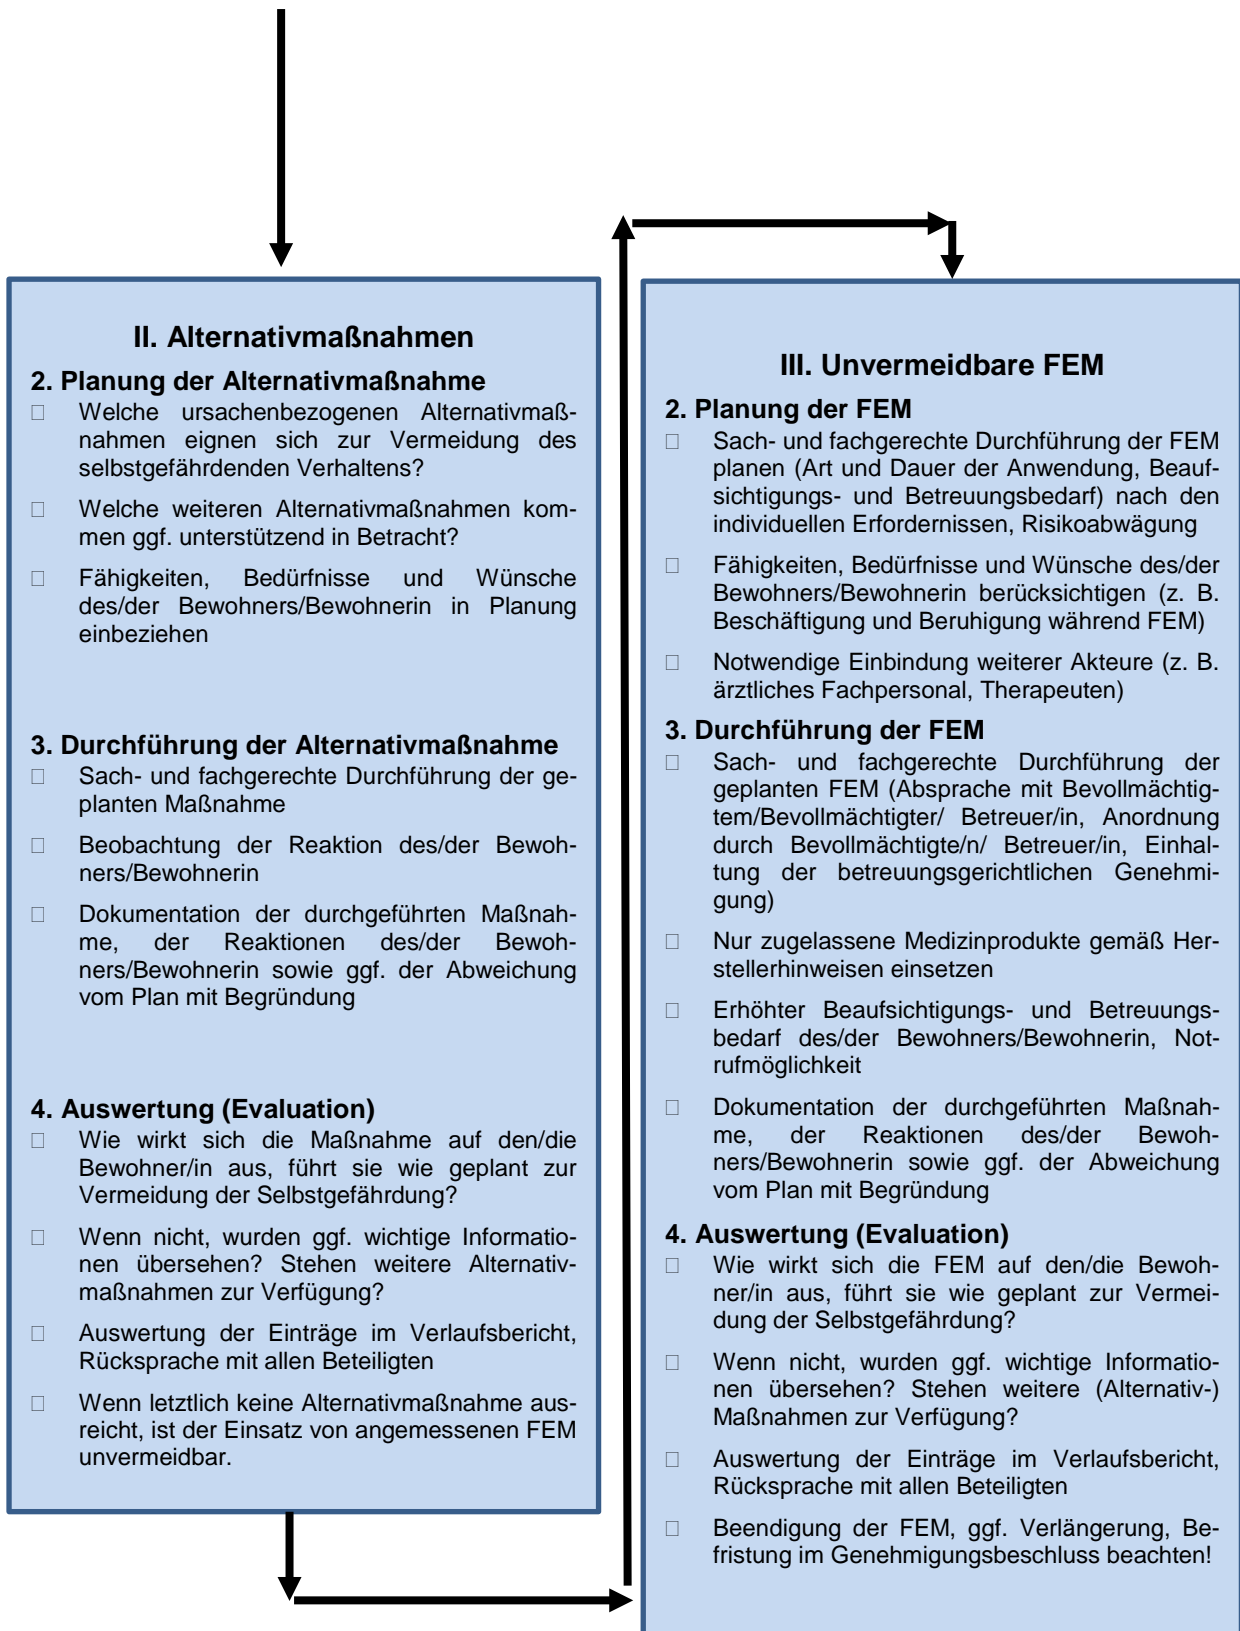 II. Alternativmaßnahmen
2. Planung der Alternativmaßnahme
□ Welche ursachenbezogenen Alternativmaß-
nahmen eignen sich zur Vermeidung des
selbstgefährdenden Verhaltens?
□ Welche weiteren Alternativmaßnahmen kom-
men ggf. unterstützend in Betracht?
□ Fähigkeiten, Bedürfnisse und Wünsche
des/der Bewohners/Bewohnerin in Planung
einbeziehen
3. Durchführung der Alternativmaßnahme
□ Sach- und fachgerechte Durchführung der ge-
planten Maßnahme
□ Beobachtung der Reaktion des/der Bewoh-
ners/Bewohnerin
□ Dokumentation der durchgeführten Maßnah-
me, der Reaktionen des/der Bewoh-
ners/Bewohnerin sowie ggf. der Abweichung
vom Plan mit Begründung
4. Auswertung (Evaluation)
□ Wie wirkt sich die Maßnahme auf den/die
Bewohner/in aus, führt sie wie geplant zur
Vermeidung der Selbstgefährdung?
□ Wenn nicht, wurden ggf. wichtige Informatio-
nen übersehen? Stehen weitere Alternativ-
maßnahmen zur Verfügung?
□ Auswertung der Einträge im Verlaufsbericht,
Rücksprache mit allen Beteiligten
□ Wenn letztlich keine Alternativmaßnahme aus-
reicht, ist der Einsatz von angemessenen FEM
unvermeidbar.
III. Unvermeidbare FEM
2. Planung der FEM
□ Sach- und fachgerechte Durchführung der FEM
planen (Art und Dauer der Anwendung, Beauf-
sichtigungs- und Betreuungsbedarf) nach den
individuellen Erfordernissen, Risikoabwägung
□ Fähigkeiten, Bedürfnisse und Wünsche des/der
Bewohners/Bewohnerin berücksichtigen (z. B.
Beschäftigung und Beruhigung während FEM)
□ Notwendige Einbindung weiterer Akteure (z. B.
ärztliches Fachpersonal, Therapeuten)
3. Durchführung der FEM
□ Sach- und fachgerechte Durchführung der
geplanten FEM (Absprache mit Bevollmächtig-
tem/Bevollmächtigter/ Betreuer/in, Anordnung
durch Bevollmächtigte/n/ Betreuer/in, Einhal-
tung der betreuungsgerichtlichen Genehmi-
gung)
□ Nur zugelassene Medizinprodukte gemäß Her-
stellerhinweisen einsetzen
□ Erhöhter Beaufsichtigungs- und Betreuungs-
bedarf des/der Bewohners/Bewohnerin, Not-
rufmöglichkeit
□ Dokumentation der durchgeführten Maßnah-
me, der Reaktionen des/der Bewoh-
ners/Bewohnerin sowie ggf. der Abweichung
vom Plan mit Begründung
4. Auswertung (Evaluation)
□ Wie wirkt sich die FEM auf den/die Bewoh-
ner/in aus, führt sie wie geplant zur Vermei-
dung der Selbstgefährdung?
□ Wenn nicht, wurden ggf. wichtige Informatio-
nen übersehen? Stehen weitere (Alternativ-)
Maßnahmen zur Verfügung?
□ Auswertung der Einträge im Verlaufsbericht,
Rücksprache mit allen Beteiligten
□ Beendigung der FEM, ggf. Verlängerung, Be-
fristung im Genehmigungsbeschluss beachten!